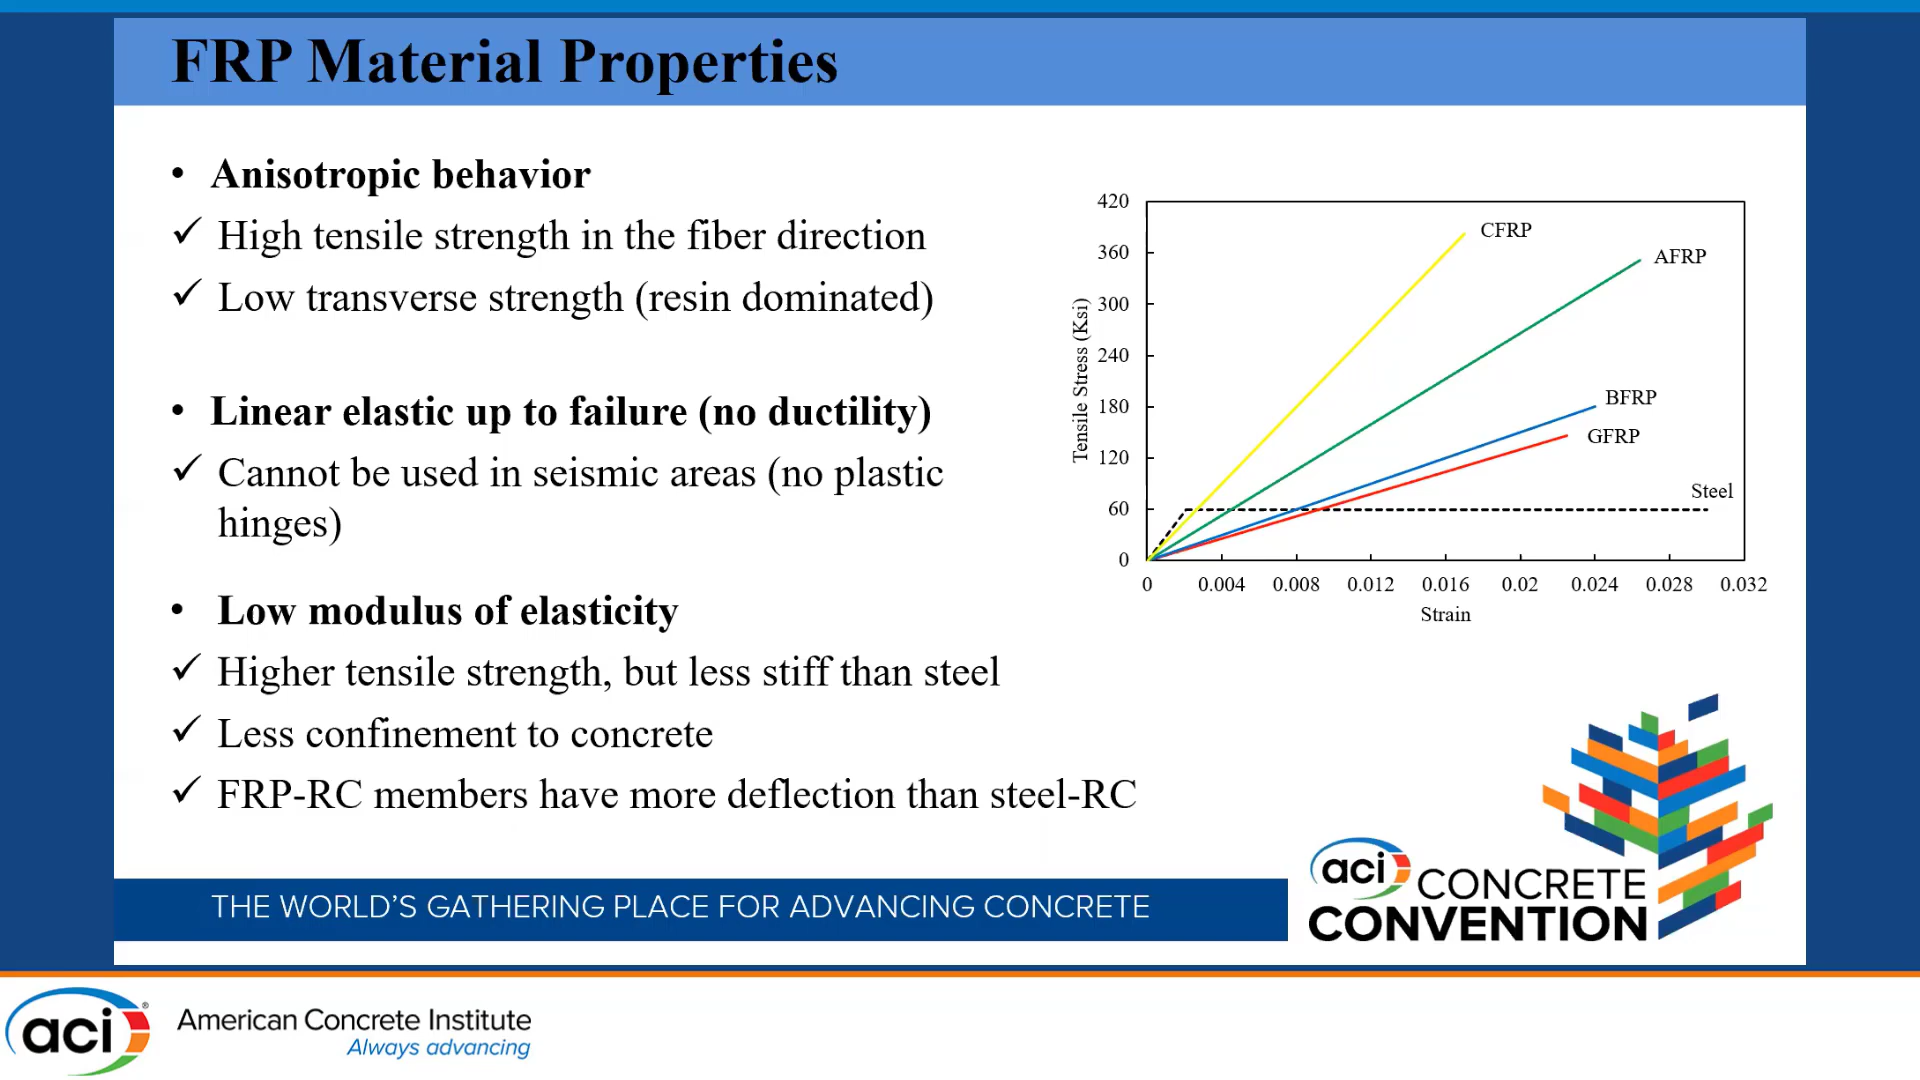 FRP Material Properties
• Anisotropic behavior
✓ High tensile strength in the fiber direction
✓ Low transverse strength (resin dominated)
• Linear elastic up to failure (no ductility)
✓ Cannot be used in seismic areas (no plastic
hinges)
• Low modulus of elasticity
✓ Higher tensile strength, but less stiff than steel
✓ Less confinement to concrete
✓ FRP-RC members have more deflection than steel-RC
Tensile Stress (Ksi)
420
360
300
240
180
120
60
0
CFRP
AFRP
BFRP
GFRP
Steel
0 0.004 0.008 0.012 0.016 0.02 0.024 0.028 0.032
Strain
THE WORLD'S GATHERING PLACE FOR ADVANCING CONCRETE
aci CONCRETE
CONVENTION
aci®
American Concrete Institute
Always advancing